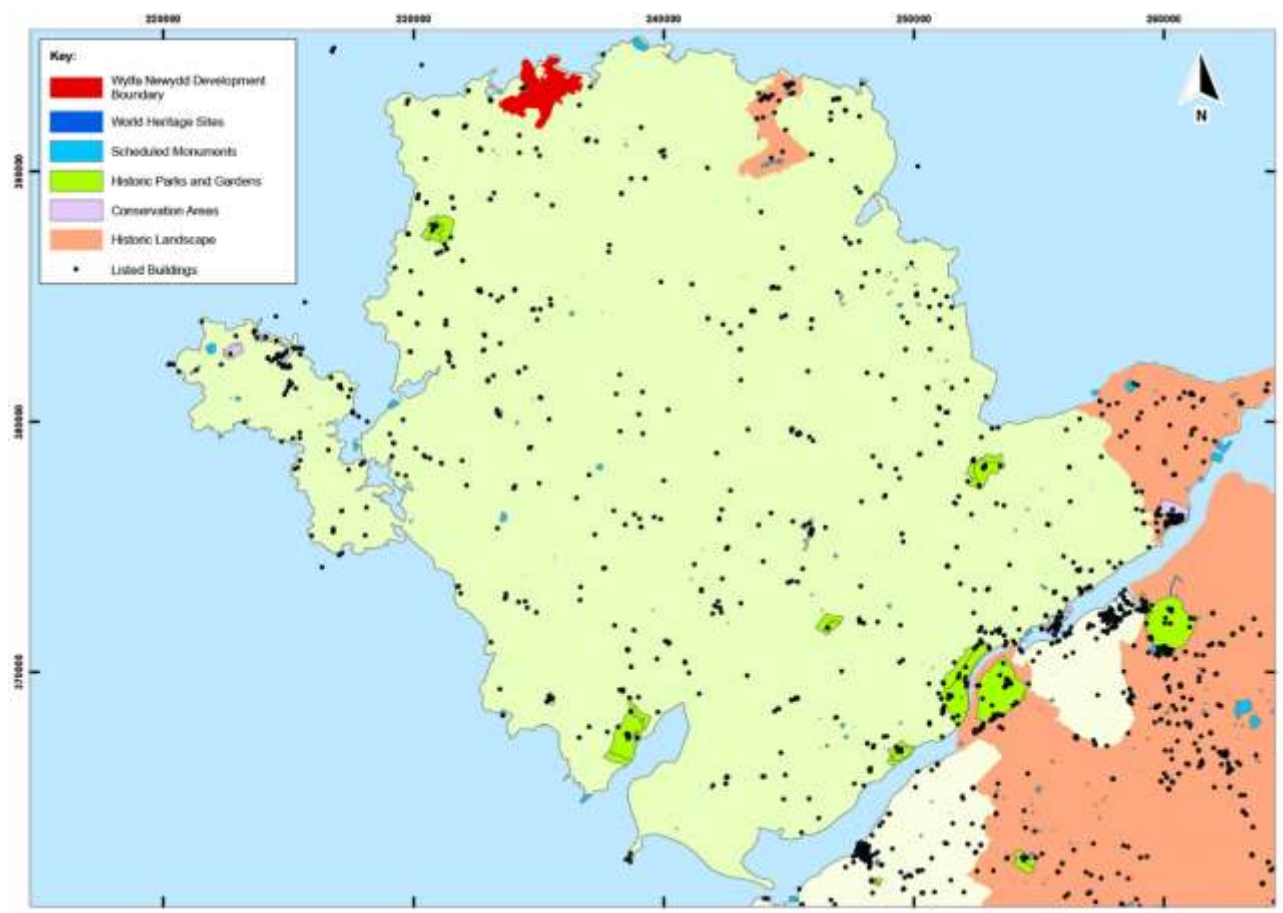 220000 230000 240000 250000 260000
Key:
Wylfa Newydd Development
Boundary
World Heritage Sites
Scheduled Monuments
Historic Parks and Gardens
Conservation Areas
Historic Landscape
Listed Buildings
N
390000
380000
370000